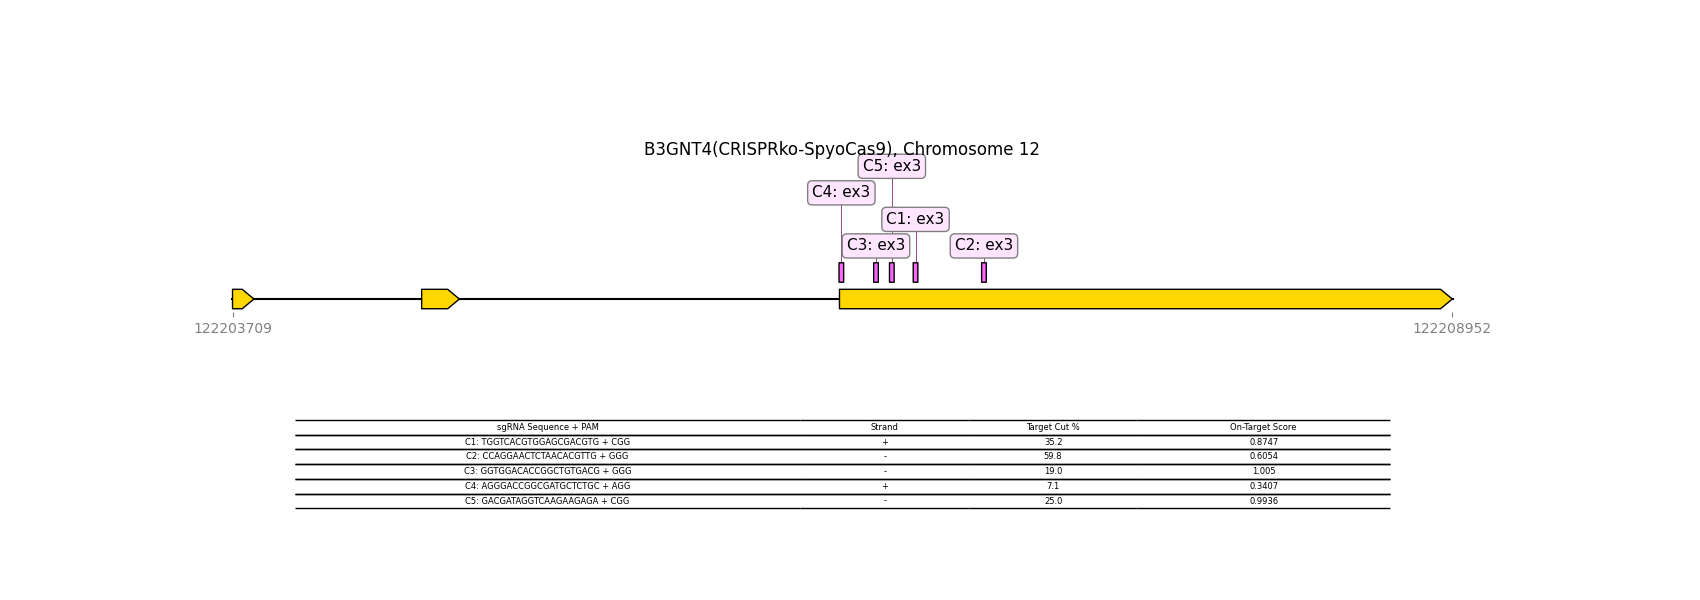 B3GNT4(CRISPRko-SpyoCas9), Chromosome 12
C5: ex3
C4: ex3
C1: ex3
C3: ex3 C2: ex3
122203709 122208952
sgRNA Sequence + PAM Strand Target Cut % On-Target Score
C1: TGGTCACGTGGAGCGACGTG + CGG + 35.2 0.8747
C2: CCAGGAACTCTAACACGTTG + GGG - 59.8 0.6054
C3: GGTGGACACCGGCTGTGACG + GGG - 19.0 1.005
C4: AGGGACCGGCGATGCTCTGC + AGG + 7.1 0.3407
C5: GACGATAGGTCAAGAAGAGA + CGG - 25.0 0.9936